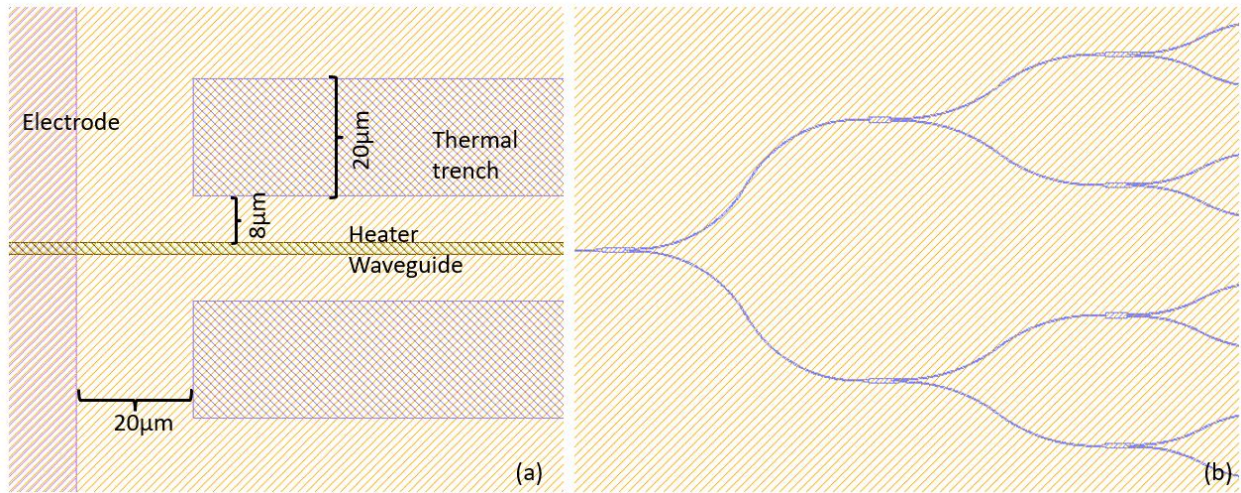 Electrode
20μm
Thermal
trench
8μm
Heater
Waveguide
20μm
(a)
(b)